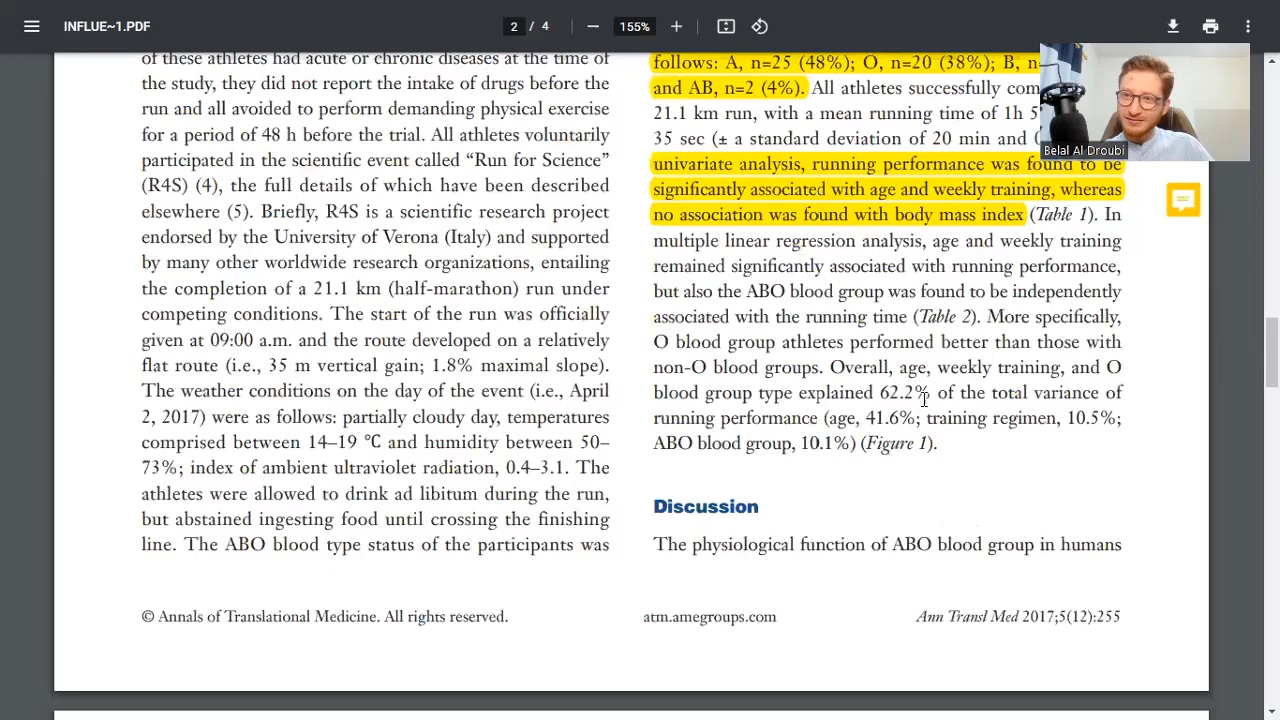 INFLUE~1.PDF
2 / 4
155%
of these athletes had acute or chronic diseases at the time of
the study, they did not report the intake of drugs before the
run and all avoided to perform demanding physical exercise
for a period of 48 h before the trial. All athletes voluntarily
participated in the scientific event called “Run for Science”
(R4S) (4), the full details of which have been described
elsewhere (5). Briefly, R4S is a scientific research project
endorsed by the University of Verona (Italy) and supported
by many other worldwide research organizations, entailing
the completion of a 21.1 km (half-marathon) run under
competing conditions. The start of the run was officially
given at 09:00 a.m. and the route developed on a relatively
flat route (i.e., 35 m vertical gain; 1.8% maximal slope).
The weather conditions on the day of the event (i.e., April
2, 2017) were as follows: partially cloudy day, temperatures
comprised between 14–19 ℃ and humidity between 50–
73%; index of ambient ultraviolet radiation, 0.4–3.1. The
athletes were allowed to drink ad libitum during the run,
but abstained ingesting food until crossing the finishing
line. The ABO blood type status of the participants was
follows: A, n=25 (48%); O, n=20 (38%); B, n
and AB, n=2 (4%). All athletes successfully com
21.1 km run, with a mean running time of 1h 5
35 sec (± a standard deviation of 20 min and
univariate analysis, running performance was found to be
significantly associated with age and weekly training, whereas
no association was found with body mass index (Table 1). In
multiple linear regression analysis, age and weekly training
remained significantly associated with running performance,
but also the ABO blood group was found to be independently
associated with the running time (Table 2). More specifically,
O blood group athletes performed better than those with
non-O blood groups. Overall, age, weekly training, and O
blood group type explained 62.2% of the total variance of
running performance (age, 41.6%; training regimen, 10.5%;
ABO blood group, 10.1%) (Figure 1).
Discussion
The physiological function of ABO blood group in humans
Belal Al-Droubi
© Annals of Translational Medicine. All rights reserved.
atm.amegroups.com
Ann Transl Med 2017;5(12):255